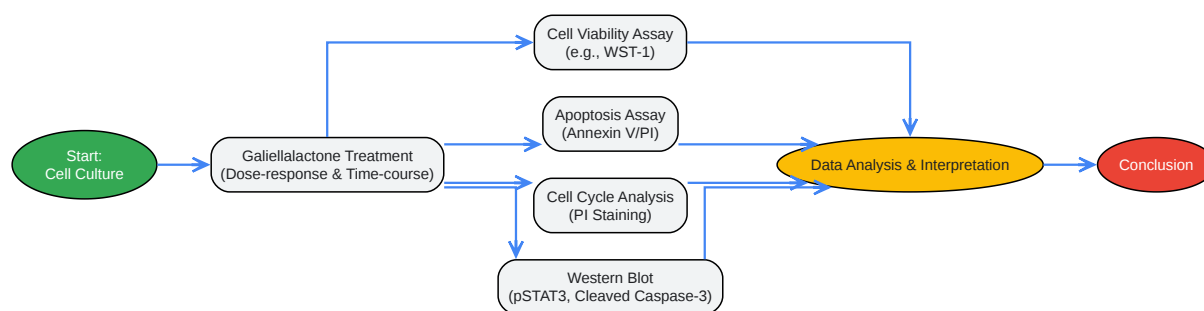 Start:
Cell Culture
Galiellalactone Treatment
(Dose-response & Time-course)
Cell Viability Assay
(e.g., WST-1)
Apoptosis Assay
(Annexin V/PI)
Cell Cycle Analysis
(PI Staining)
Western Blot
(pSTAT3, Cleaved Caspase-3)
Data Analysis & Interpretation
Conclusion